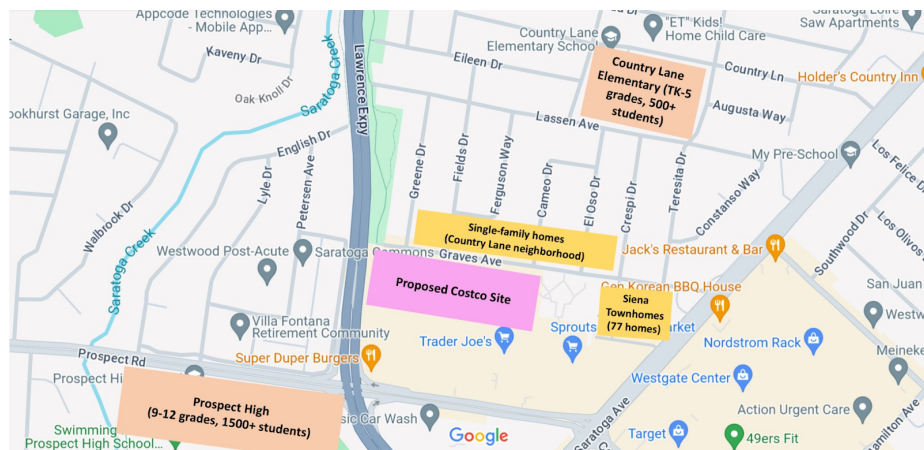 Appcode Technologies
- Mobile App...
Kaveny Dr
Oak Knoll Dr
Saratoga Creek
Lawrence Expy
Country Lane
Elementary School
"ET" Kids!
Home Child Care
Saratoga Loire
Saw Apartments
Eileen Dr
Country Lane
Elementary (TK-5
grades, 500+
students)
Country Ln
Holder's Country Inn
ookhurst Garage, Inc
English Dr
Lassen Ave
Augusta Way
My Pre-School
Los Felice D
Walbrook Dr
Lyle Dr
Petersen Ave
Greene Dr
Fields Dr
Ferguson Way
Cameo Dr
El Oso Dr
Crespi Dr
Teresita Dr
Constanso Way
Southwood Dr
Los Olivos
Saratoga Creek
Westwood Post-Acute
Saratoga Commons
Single-family homes
(Country Lane neighborhood)
Graves Ave
Jack's Restaurant & Bar
Gen Korean BBQ House
San Juan
Westw
Proposed Costco Site
Siena
Townhomes
(77 homes)
Villa Fontana
Retirement Community
Trader Joe's
Sprouts
arket
Nordstrom Rack
Meineke
Prospect Rd
Super Duper Burgers
Westgate Center
Prospect Hi
Prospect High
(9-12 grades, 1500+ students)
sic Car Wash
Saratoga Ave
Action Urgent Care
Hamilton Ave
Swimming
Prospect High School...
Google
Target
49ers Fit